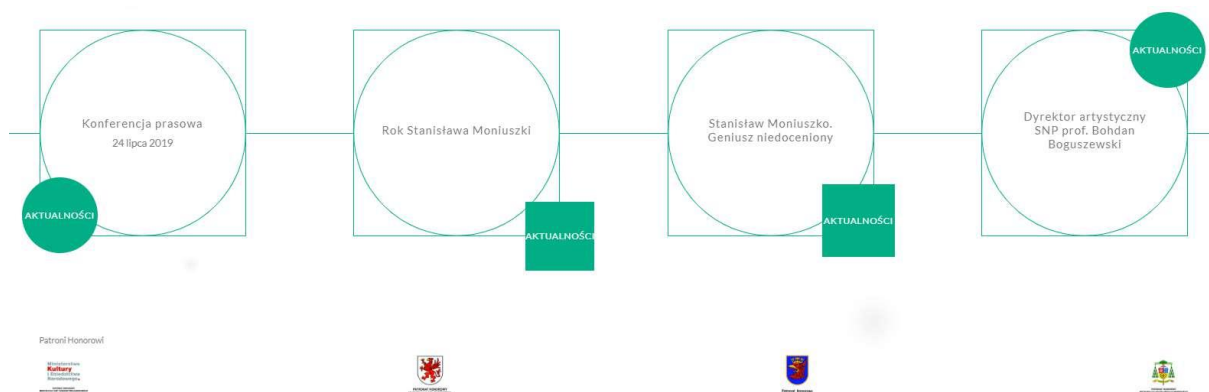 AKTUALNOŚCI
Konferencja prasowa
24 lipca 2019
Rok Stanisława Moniuszki
Stanisław Moniuszko.
Geniusz niedoceniony
Dyrektor artystyczny
SNP prof. Bohdan
Boguszewski
AKTUALNOŚCI
AKTUALNOŚCI
AKTUALNOŚCI
Patroni Honorowi
Ministerstwo
Kultury
i Dziedzictwa
Narodowego